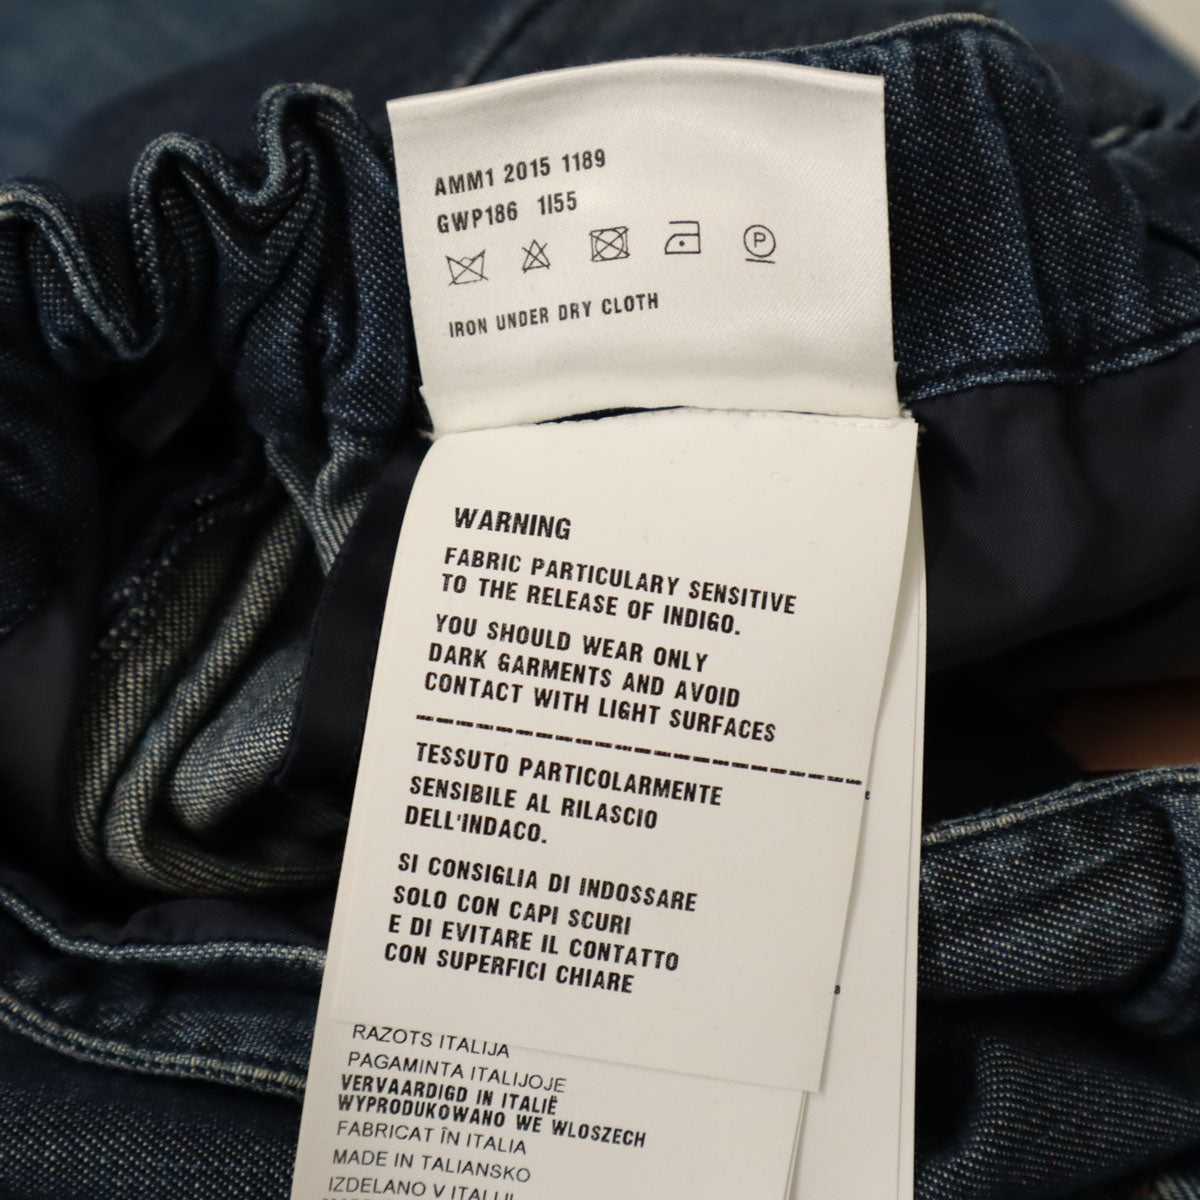 AMM1 2015 1189
GWP186 1I55
P
IRON UNDER DRY CLOTH
WARNING
FABRIC PARTICULARY SENSITIVE
TO THE RELEASE OF INDIGO.
YOU SHOULD WEAR ONLY
DARK GARMENTS AND AVOID
CONTACT WITH LIGHT SURFACES
TESSUTO PARTICOLARMENTE
SENSIBILE AL RILASCIO
DELL'INDACO.
SI CONSIGLIA DI INDOSSARE
SOLO CON CAPI SCURI
E DI EVITARE IL CONTATTO
CON SUPERFICI CHIARE
RAZOTS ITALIJA
PAGAMINTA ITALIJOJE
VERVAARDIGD IN ITALIË
WYPRODUKOWANO WE WLOSZECH
FABRICAT ÎN ITALIA
MADE IN TALIANSKO
IZDELANO V ITALIJI